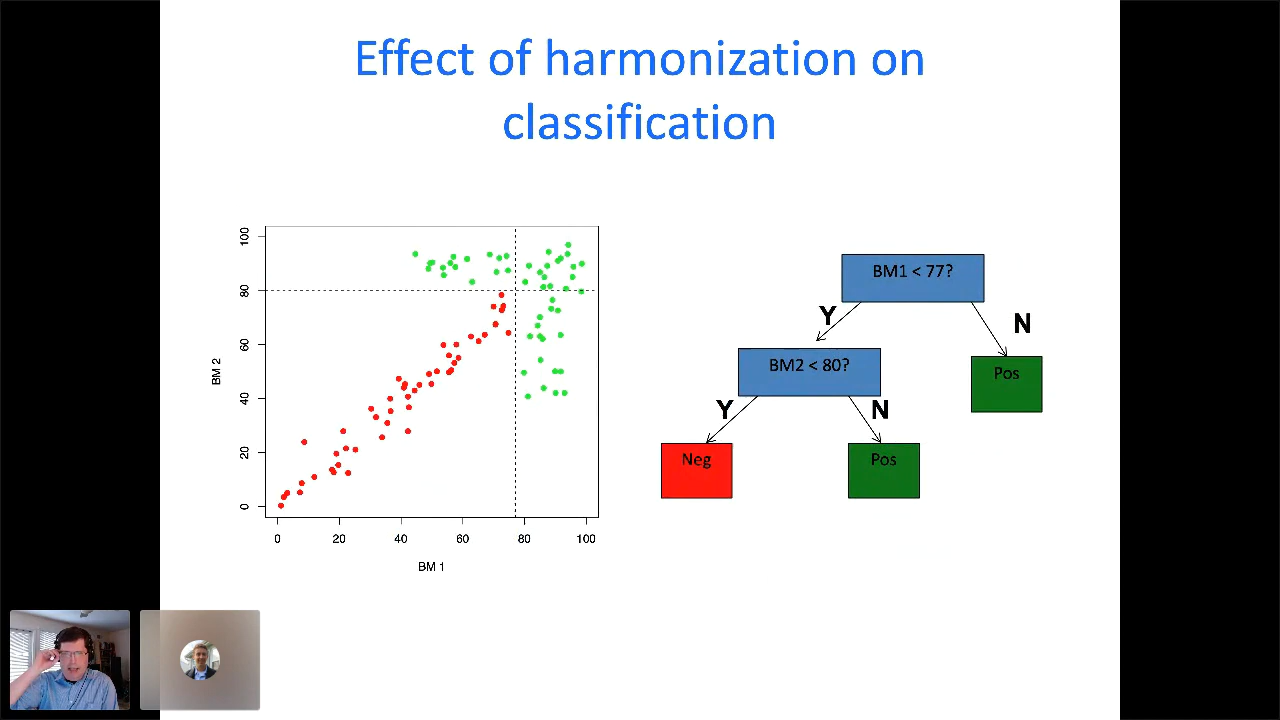 Effect of harmonization on
classification
100
80
60
40
20
0
BM 2
0 20 40 60 80 100
BM 1
BM1 < 77?
Y
N
BM2 < 80?
Pos
Y
N
Neg
Pos